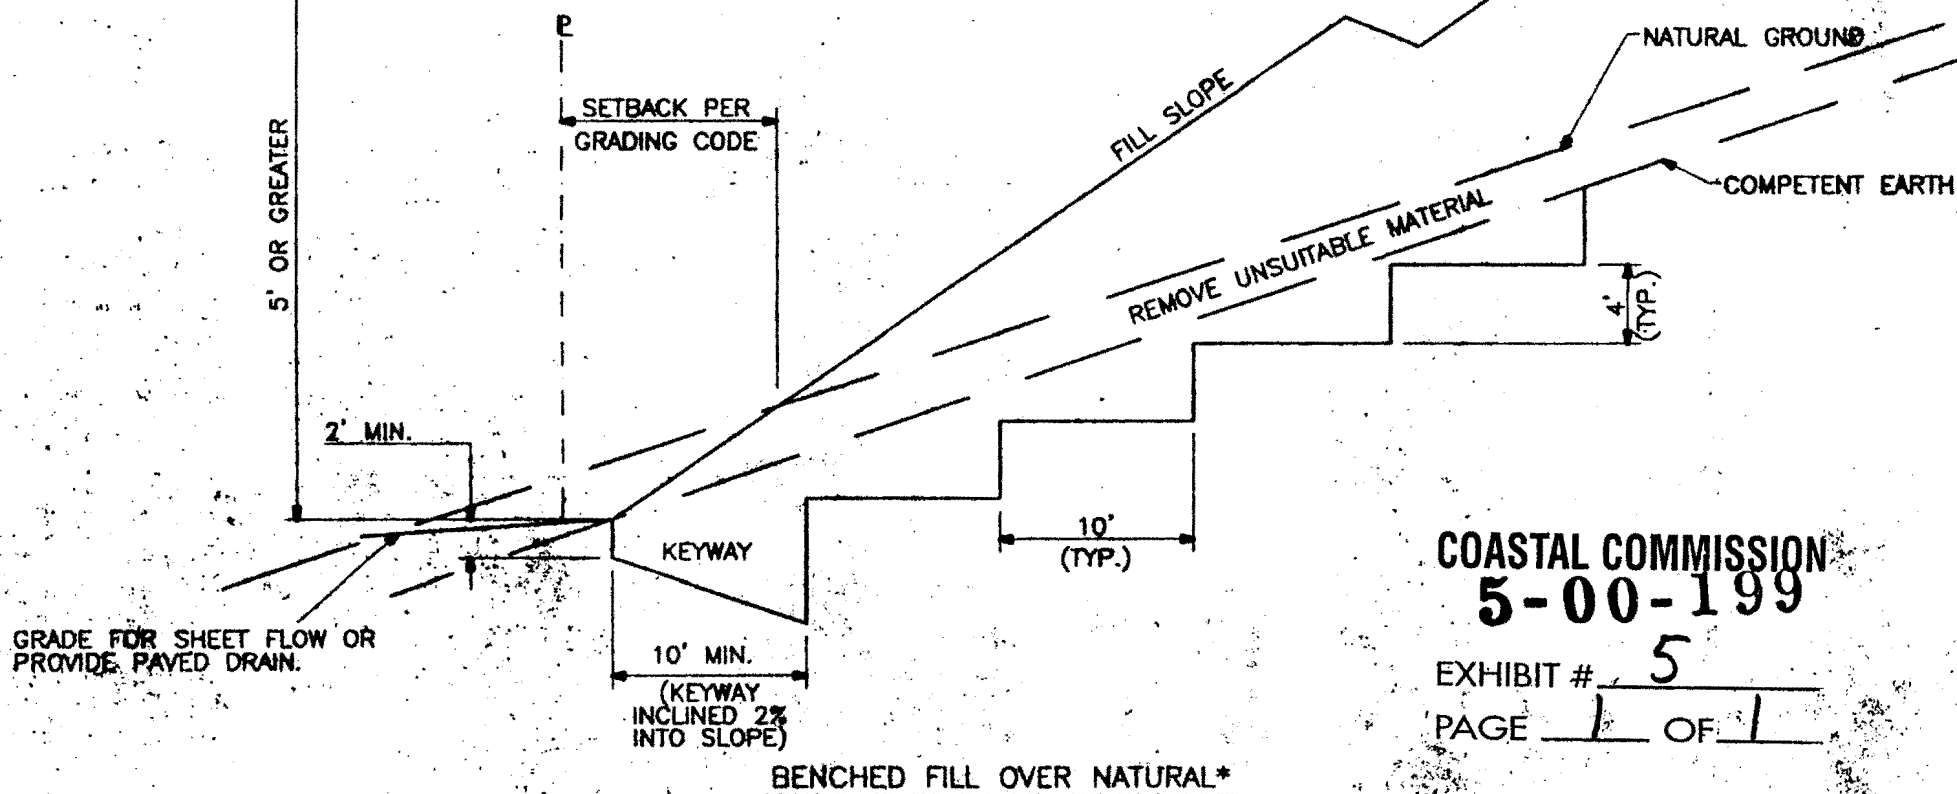 P
NATURAL GROUND
SETBACK PER
GRADING CODE
FILL SLOPE
5' OR GREATER
COMPETENT EARTH
REMOVE UNSUITABLE MATERIAL
4'
(TYP.)
2' MIN.
10'
(TYP.)
KEYWAY
COASTAL COMMISSION
5-00-199
GRADE FOR SHEET FLOW OR
PROVIDE PAVED DRAIN.
10' MIN.
(KEYWAY
INCLINED 2%
INTO SLOPE)
EXHIBIT # 5
PAGE 1 OF 1
BENCHED FILL OVER NATURAL*